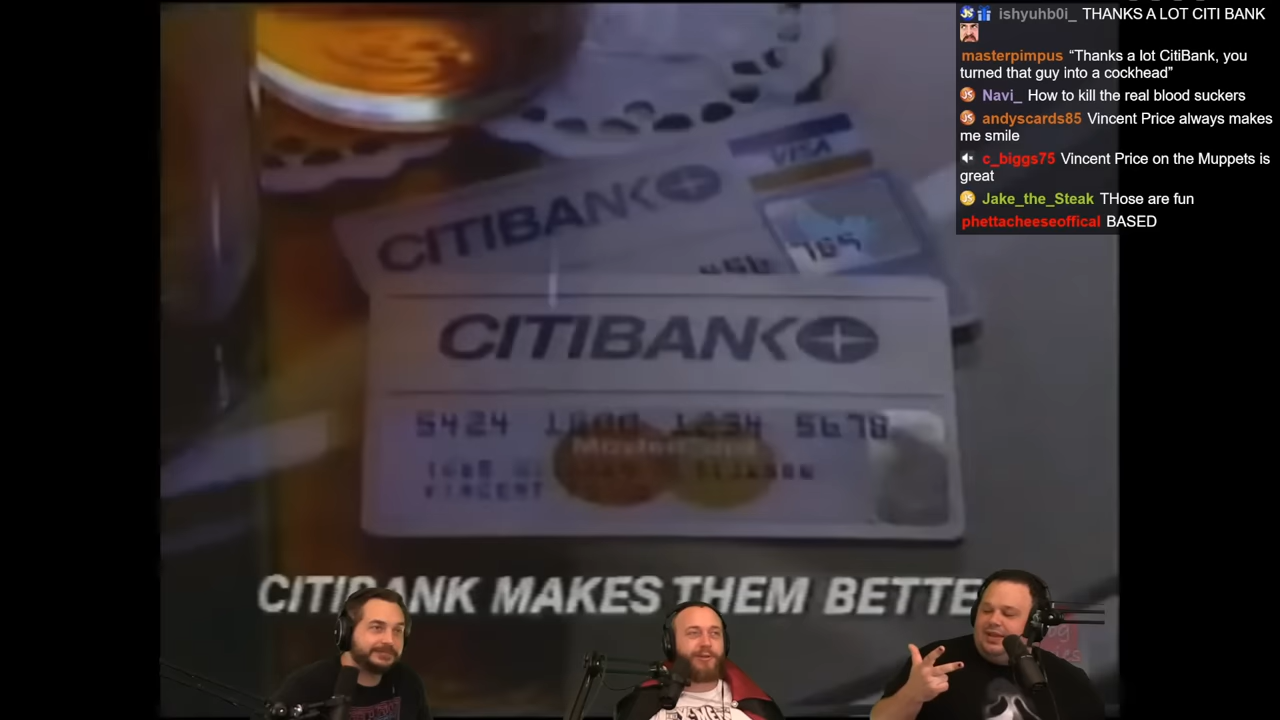 ishyuhb0i_ THANKS A LOT CITI BANK
masterpimpus “Thanks a lot CitiBank, you
turned that guy into a cockhead”
Navi_ How to kill the real blood suckers
andyscards85 Vincent Price always makes
me smile
c_biggs75 Vincent Price on the Muppets is
great
Jake_the_Steak THose are fun
phettacheeseoffical BASED
VISA
CITIBANK
CITIBANK
5424 1800 1234 5678
MasterCard
VINCENT
CITIBANK MAKES THEM BETTE